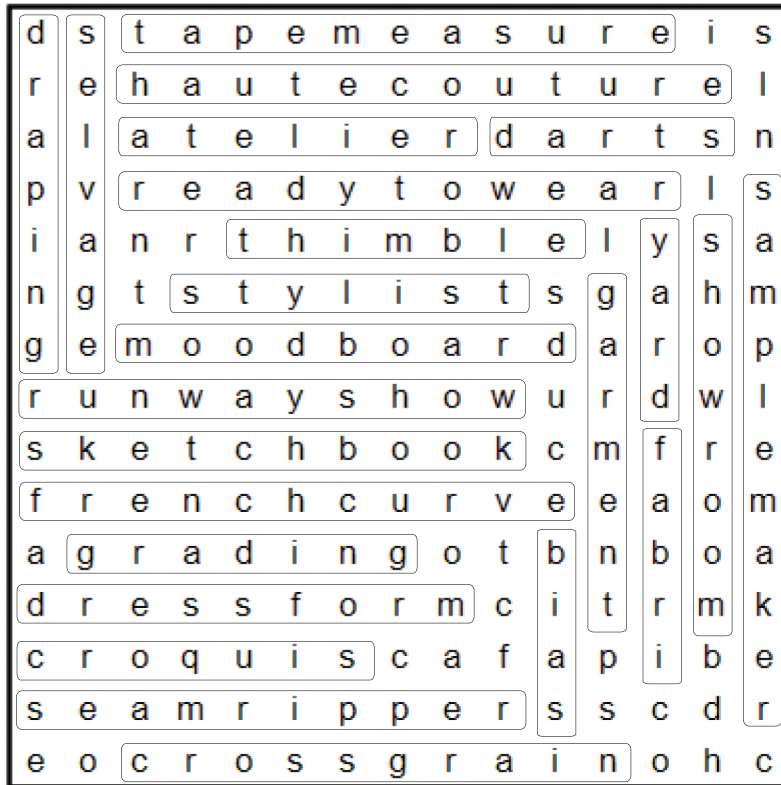 d s t a p e m e a s u r e i s
r e h a u t e c o u t u r e l
a l a t e l i e r d a r t s n
p v r e a d y t o w e a r l s
i a n r t h i m b l e l y s a
n g t s t y l i s t s g a h m
g e m o o d b o a r d a r o p
r u n w a y s h o w u r d w l
s k e t c h b o o k c m f r e
f r e n c h c u r v e e a o m
a g r a d i n g o t b n b o a
d r e s s f o r m c i t r m k
c r o q u i s c a f a p i b e
s e a m r i p p e r s s c d r
e o c r o s s g r a i n o h c